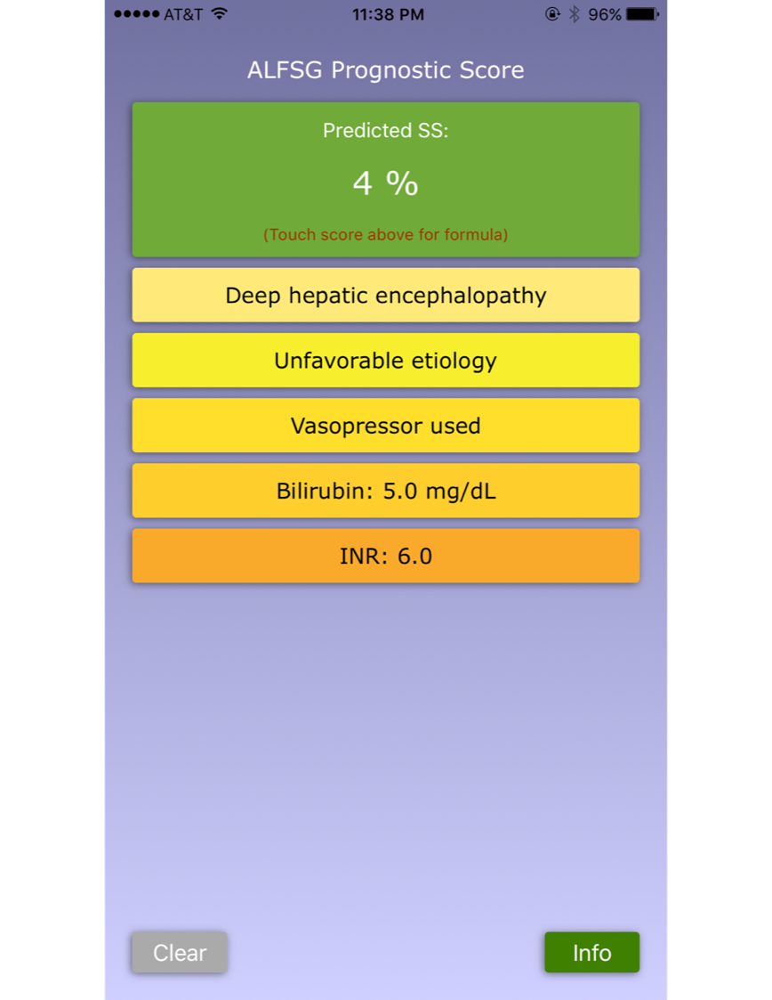 AT&T 11:38 PM 96%
ALFSG Prognostic Score
Predicted SS:
4 %
(Touch score above for formula)
Deep hepatic encephalopathy
Unfavorable etiology
Vasopressor used
Bilirubin: 5.0 mg/dL
INR: 6.0
Clear Info